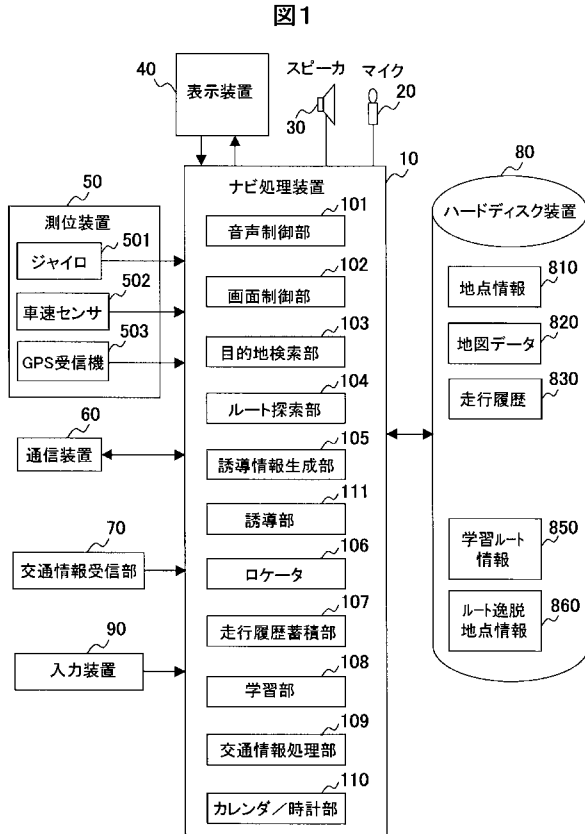 図1
40
表示装置
スピーカ
30
マイク
20
10
ナビ処理装置
50
測位装置
501
ジャイロ
502
車速センサ
503
GPS受信機
60
通信装置
70
交通情報受信部
90
入力装置
101
音声制御部
102
画面制御部
103
目的地検索部
104
ルート探索部
105
誘導情報生成部
111
誘導部
106
ロケータ
107
走行履歴蓄積部
108
学習部
109
交通情報処理部
110
カレンダ/時計部
80
ハードディスク装置
810
地点情報
820
地図データ
830
走行履歴
850
学習ルート
情報
860
ルート逸脱
地点情報